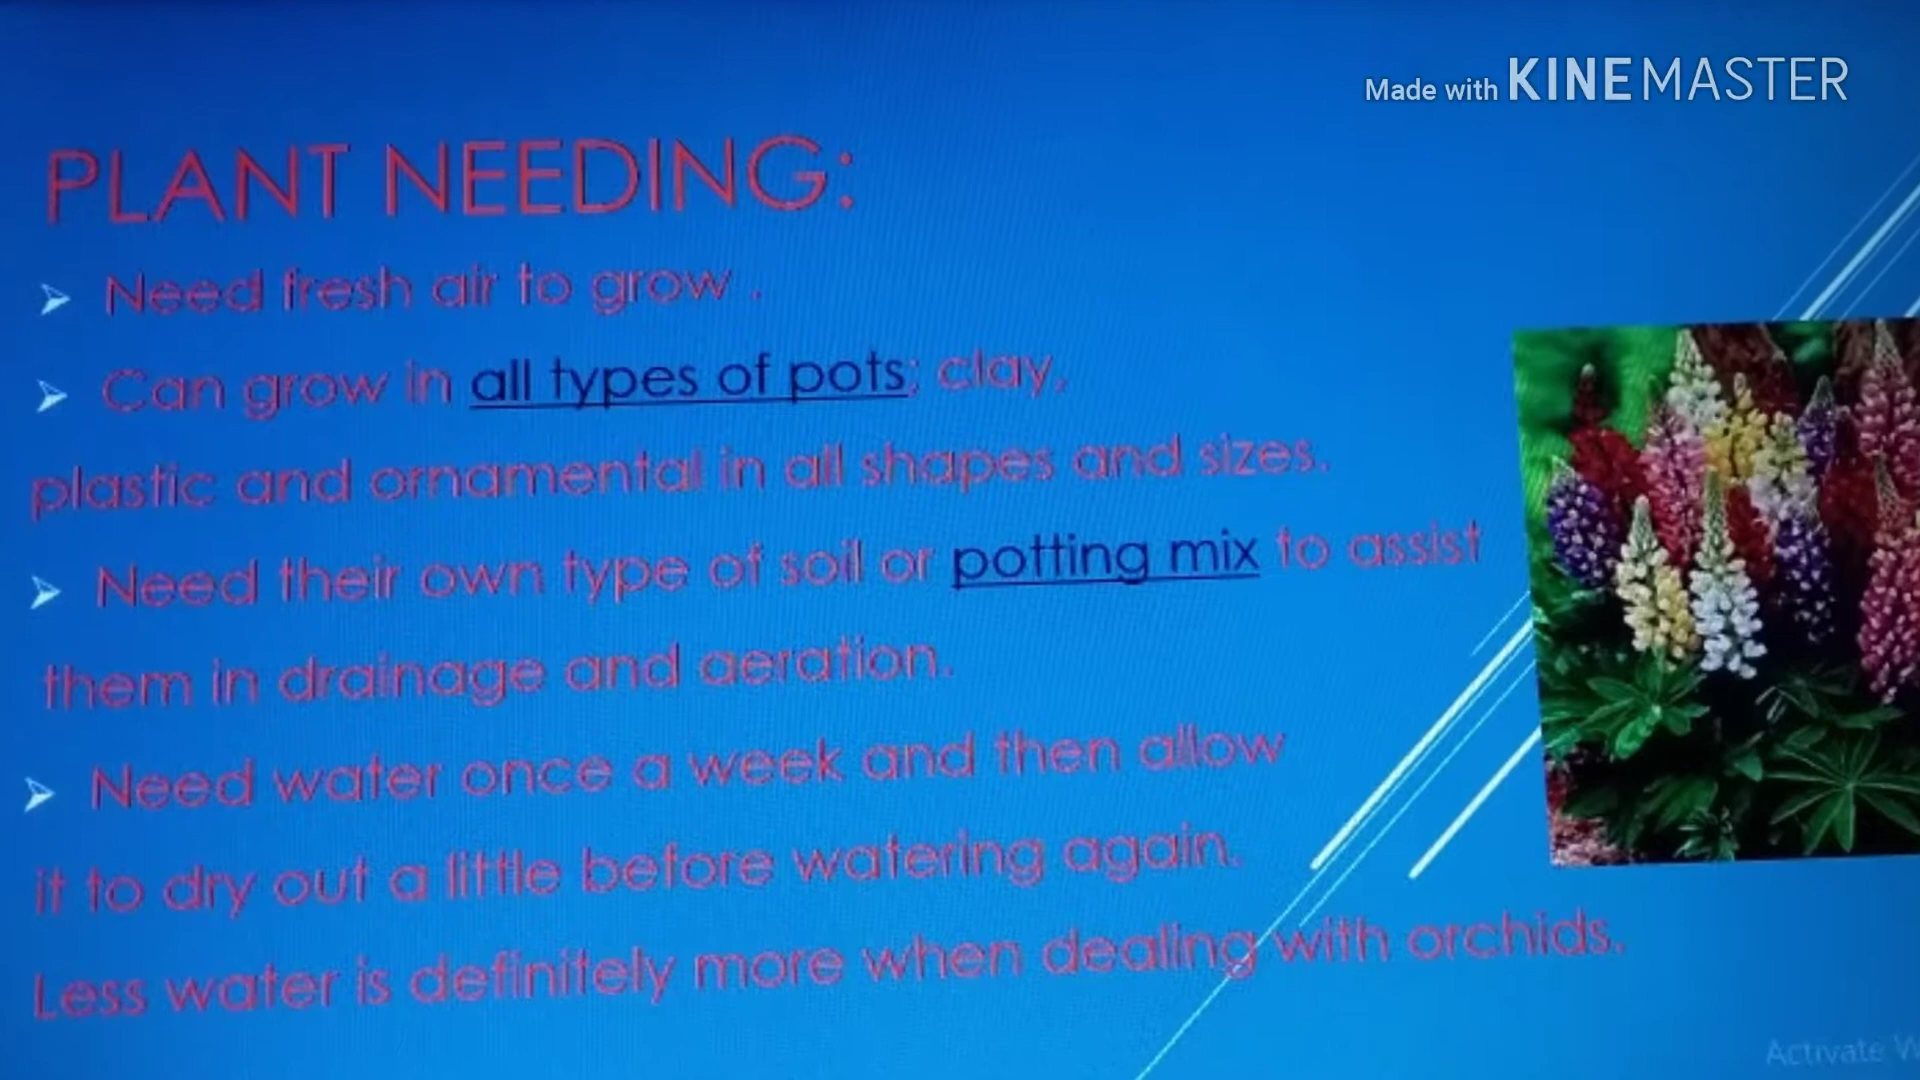 Made with KINEMASTER
PLANT NEEDING:
➢ Need fresh air to grow .
➢ Can grow in all types of pots; clay,
plastic and ornamental in all shapes and sizes.
➢ Need their own type of soil or potting mix to assist
them in drainage and aeration.
➢ Need water once a week and then allow
it to dry out a little before watering again.
Less water is definitely more when dealing with orchids.
Activate